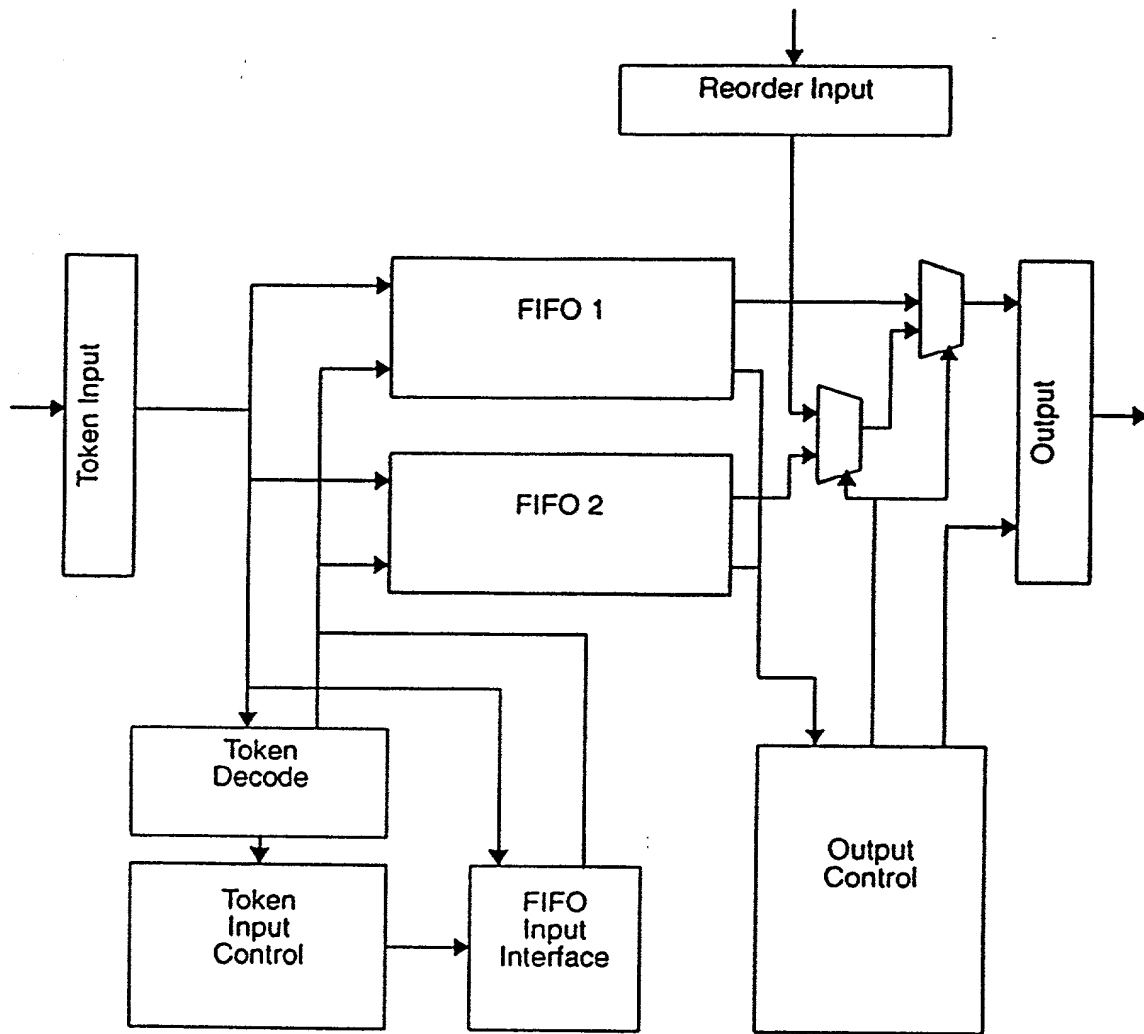 Reorder Input
Token Input
FIFO 1
Output
FIFO 2
Token
Decode
Token
Input
Control
FIFO
Input
Interface
Output
Control